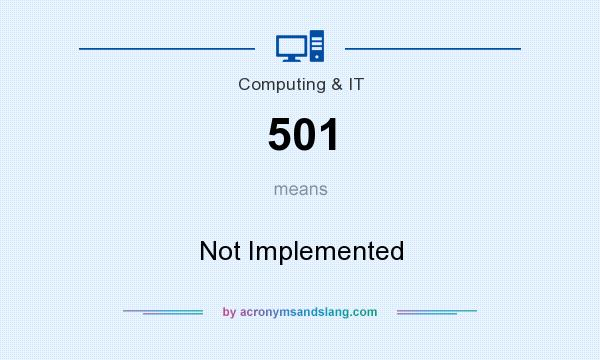 Computing & IT
501
means
Not Implemented
by acronymsandslang.com